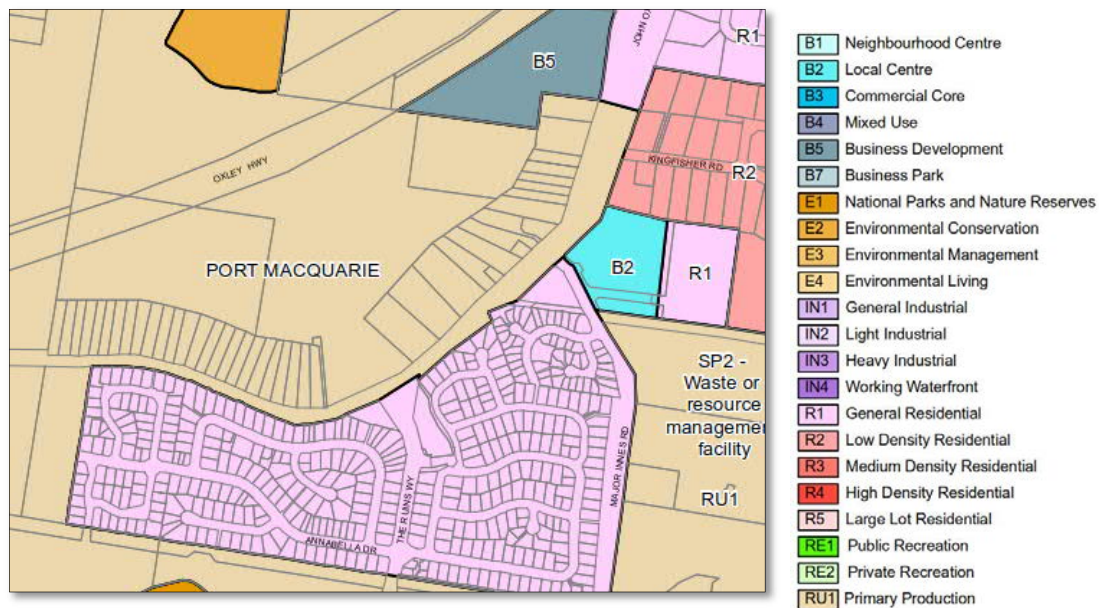 JOHN OX
R1
B5
OXLEY HWY
KINGFISHER RD
R2
PORT MACQUARIE
B2
R1
SP2 -
Waste or
resource
managemen
facility
MAJOR INNES RD
RU1
THE RUINS WY
ANNABELLA DR
B1 Neighbourhood Centre
B2 Local Centre
B3 Commercial Core
B4 Mixed Use
B5 Business Development
B7 Business Park
E1 National Parks and Nature Reserves
E2 Environmental Conservation
E3 Environmental Management
E4 Environmental Living
IN1 General Industrial
IN2 Light Industrial
IN3 Heavy Industrial
IN4 Working Waterfront
R1 General Residential
R2 Low Density Residential
R3 Medium Density Residential
R4 High Density Residential
R5 Large Lot Residential
RE1 Public Recreation
RE2 Private Recreation
RU1 Primary Production